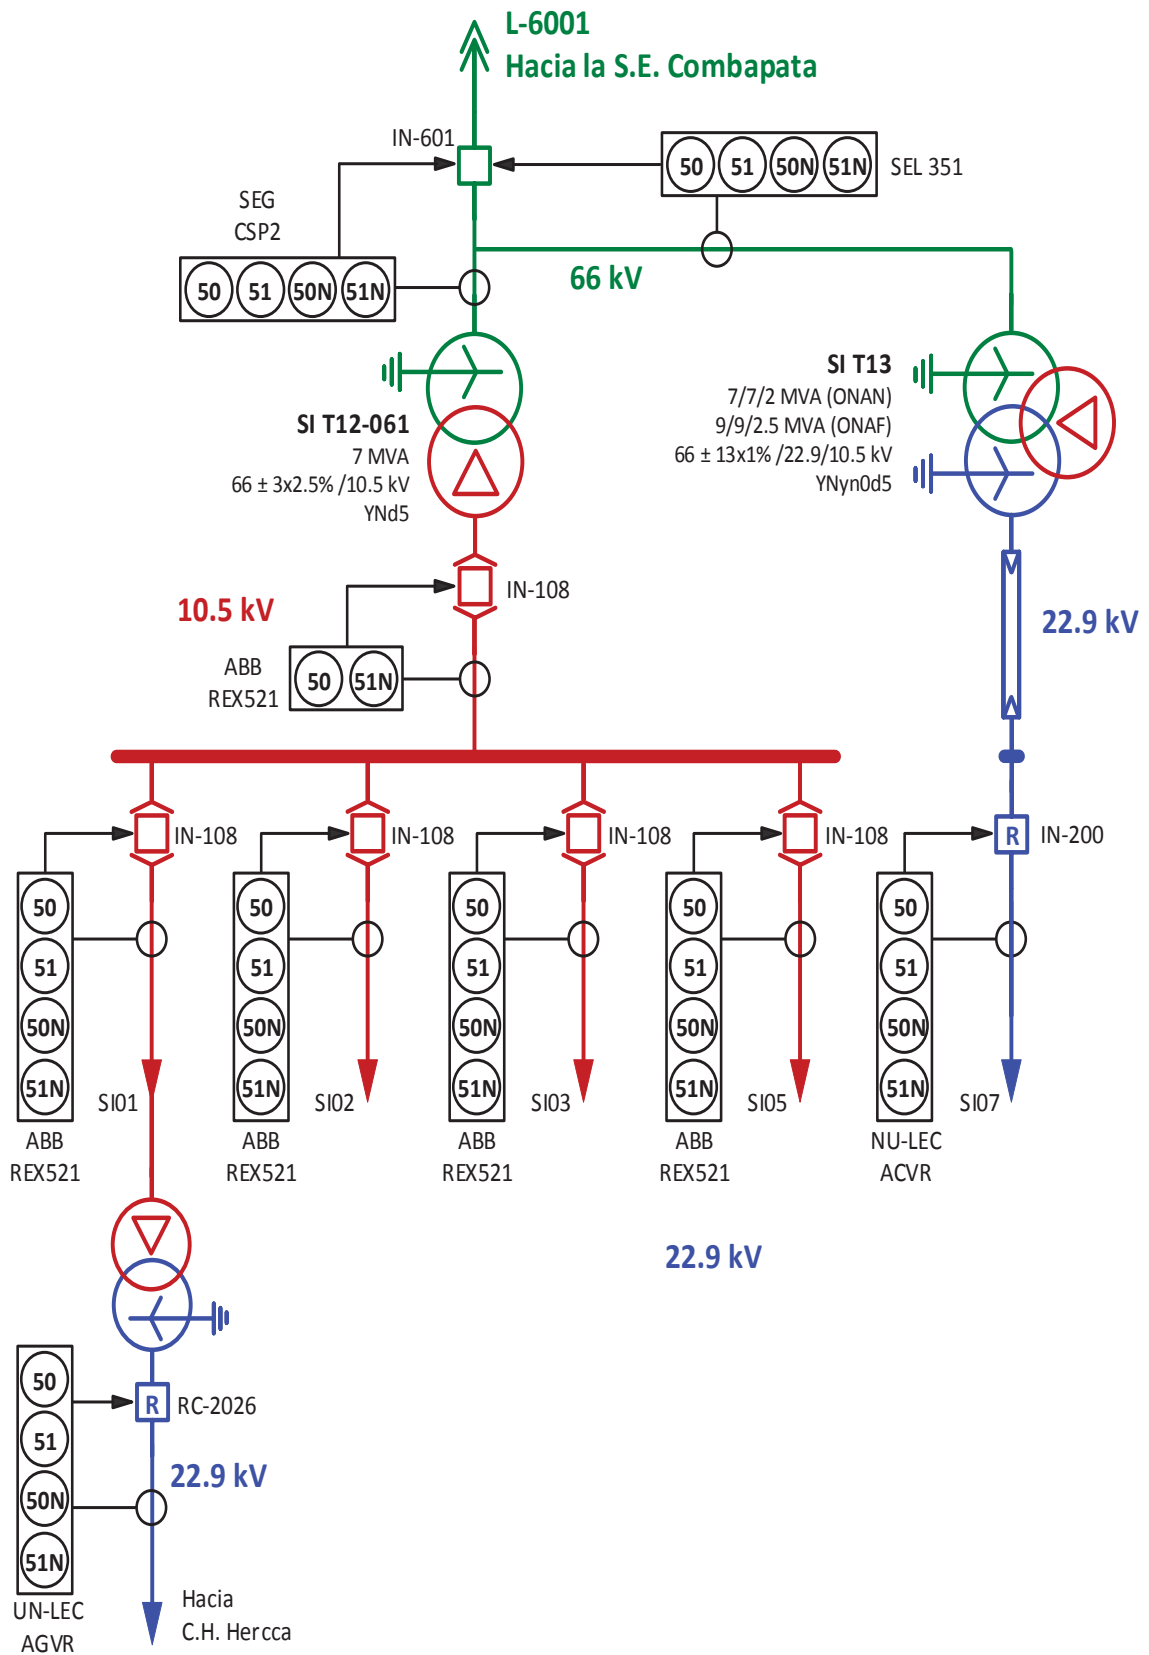 L-6001
Hacia la S.E. Combapata
IN-601
50 51 50N 51N
SEL 351
SEG
CSP2
50 51 50N 51N
66 kV
SI T13
7/7/2 MVA (ONAN)
9/9/2.5 MVA (ONAF)
66 ± 13x1% /22.9/10.5 kV
YNyn0d5
SI T12-061
7 MVA
66 ± 3x2.5% /10.5 kV
YNd5
IN-108
10.5 kV
22.9 kV
ABB
REX521
50 51N
IN-108
IN-108
IN-108
IN-108
R
IN-200
50
51
50N
51N
SI01
ABB
REX521
50
51
50N
51N
SI02
ABB
REX521
50
51
50N
51N
SI03
ABB
REX521
50
51
50N
51N
SI05
ABB
REX521
50
51
50N
51N
SI07
NU-LEC
ACVR
22.9 kV
50
51
50N
51N
R
RC-2026
22.9 kV
UN-LEC
AGVR
Hacia
C.H. Hercca